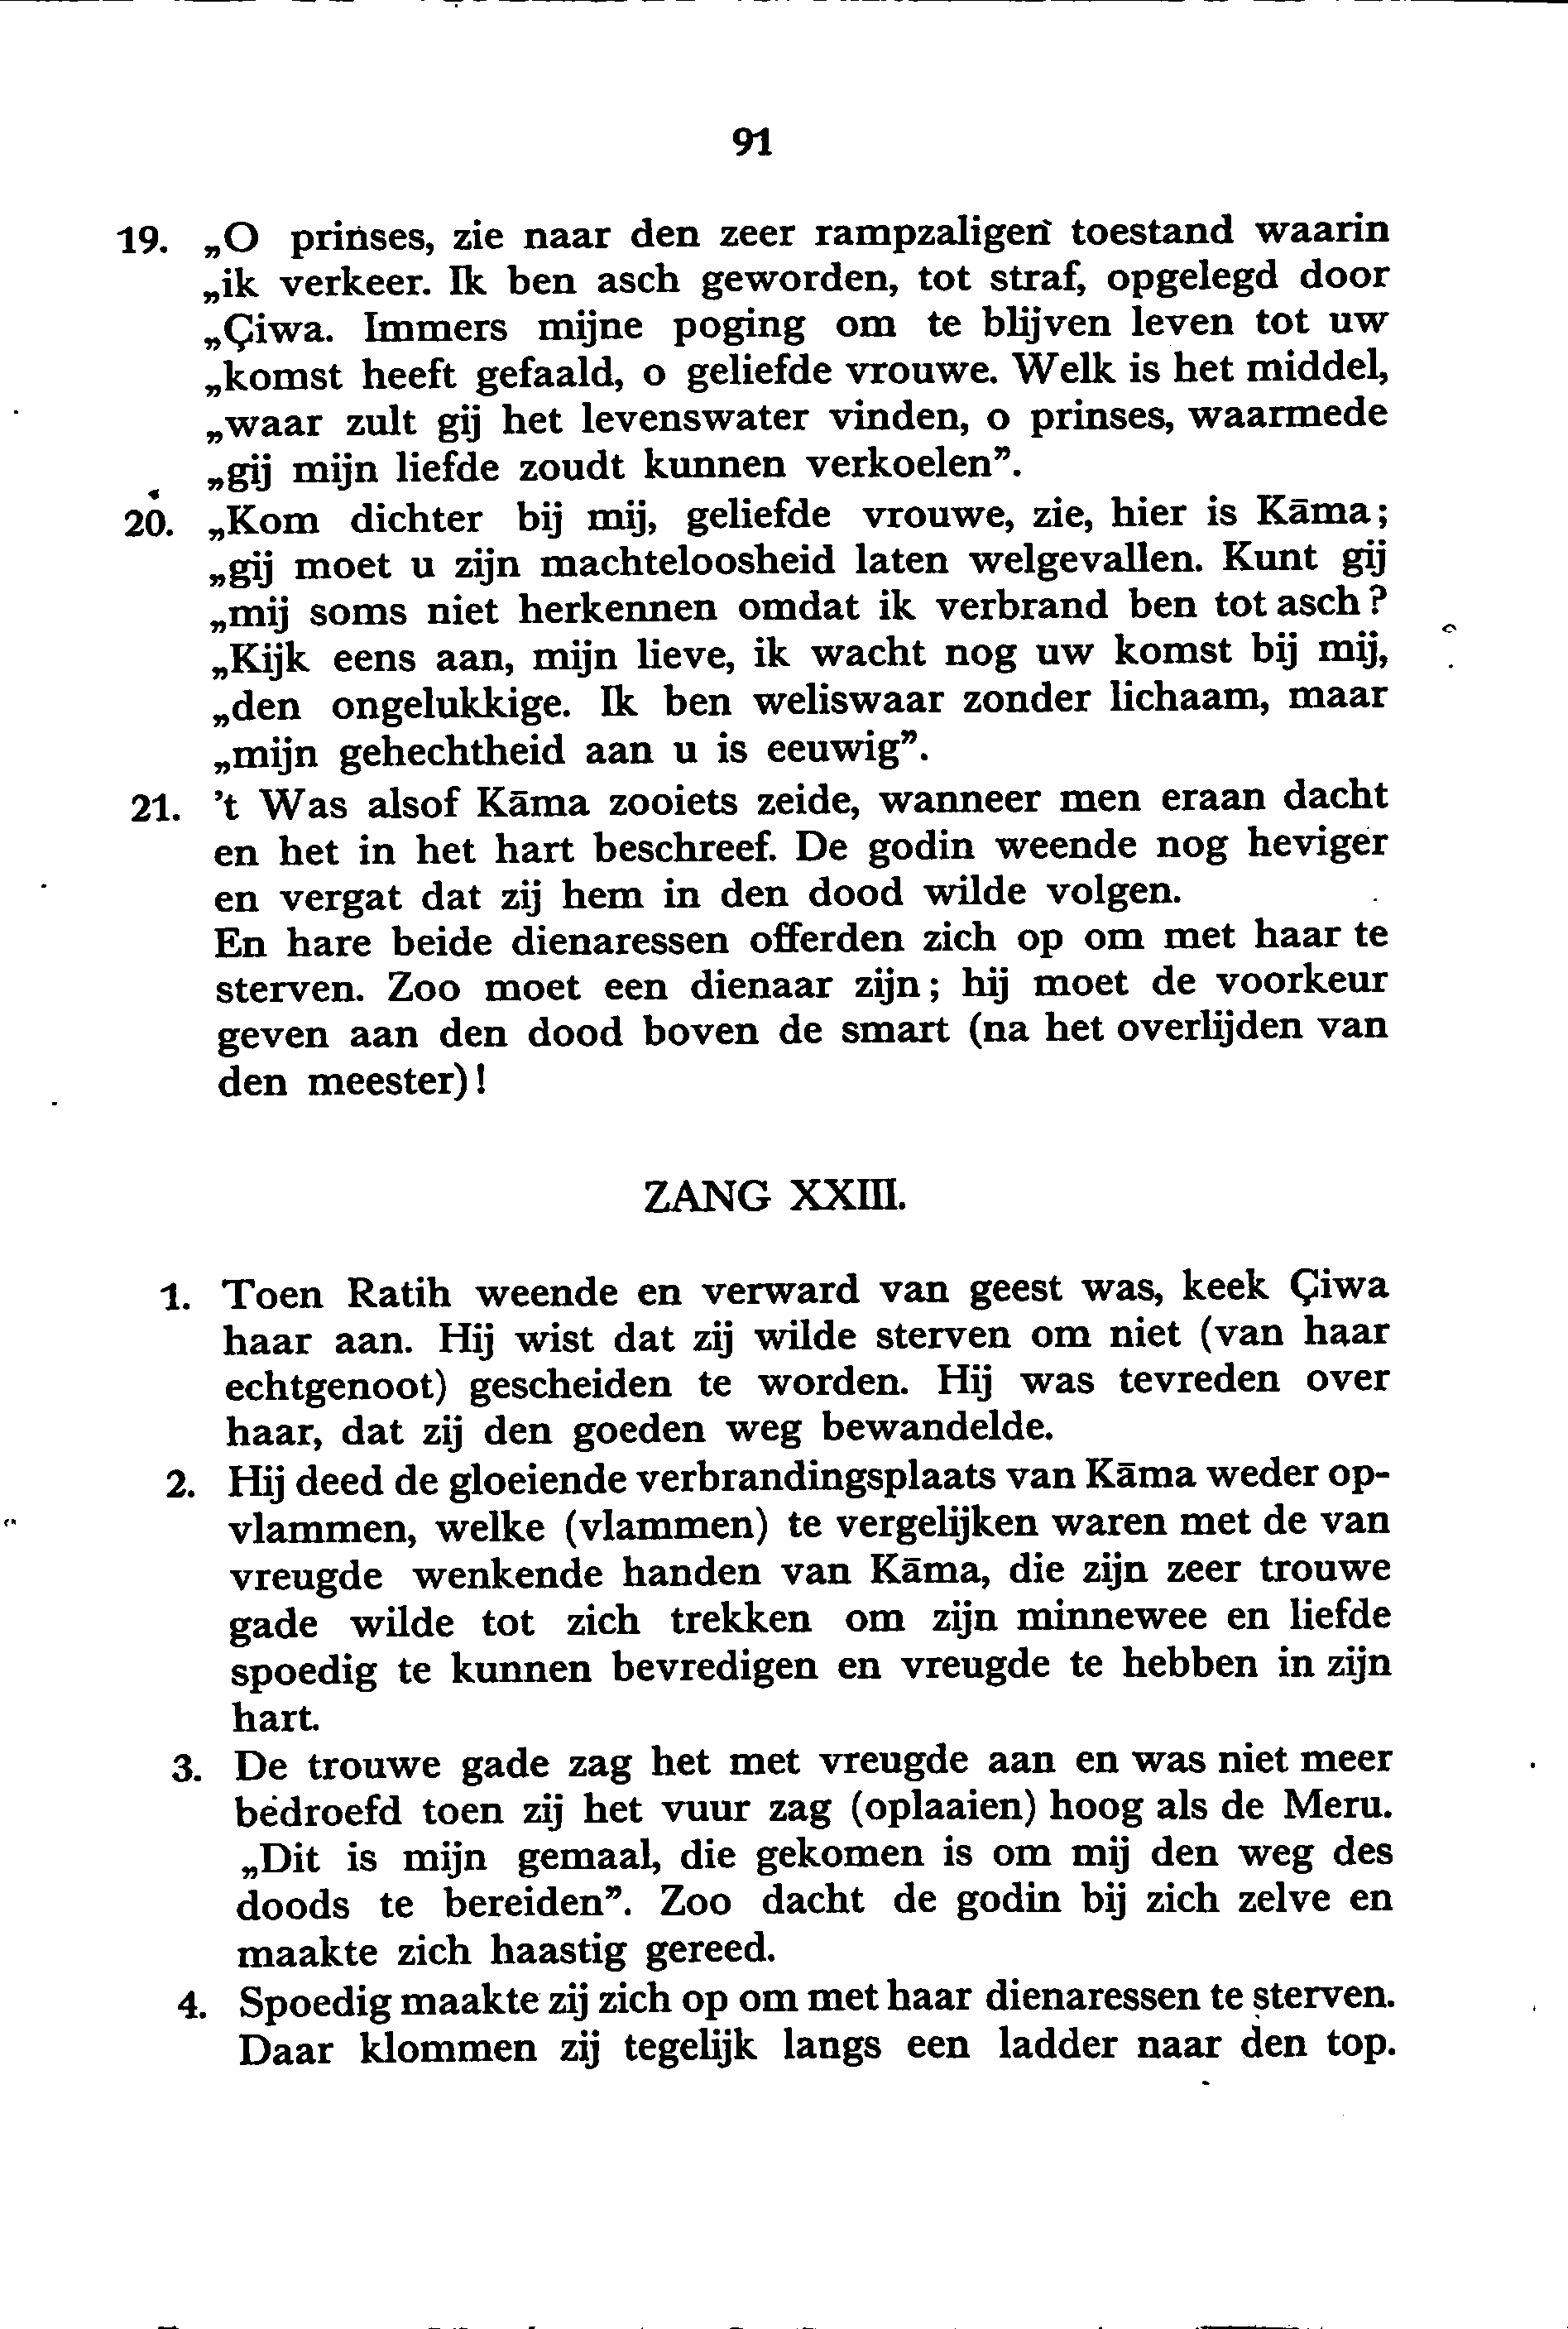 91
19. „O prinses, zie naar den zeer rampzaligen toestand waarin
„ik verkeer. Ik ben asch geworden, tot straf, opgelegd door
„Çiwa. Immers mijne poging om te blijven leven tot uw
„komst heeft gefaald, o geliefde vrouwe. Welk is het middel,
„waar zult gij het levenswater vinden, o prinses, waarmede
„gij mijn liefde zoudt kunnen verkoelen”.
20. „Kom dichter bij mij, geliefde vrouwe, zie, hier is Kāma;
„gij moet u zijn machteloosheid laten welgevallen. Kunt gij
„mij soms niet herkennen omdat ik verbrand ben tot asch?
„Kijk eens aan, mijn lieve, ik wacht nog uw komst bij mij,
„den ongelukkige. Ik ben weliswaar zonder lichaam, maar
„mijn gehechtheid aan u is eeuwig”.
21. ’t Was alsof Kāma zooiets zeide, wanneer men eraan dacht
en het in het hart beschreef. De godin weende nog heviger
en vergat dat zij hem in den dood wilde volgen.
En hare beide dienaressen offerden zich op om met haar te
sterven. Zoo moet een dienaar zijn; hij moet de voorkeur
geven aan den dood boven de smart (na het overlijden van
den meester)!
ZANG XXIII.
1. Toen Ratih weende en verward van geest was, keek Çiwa
haar aan. Hij wist dat zij wilde sterven om niet (van haar
echtgenoot) gescheiden te worden. Hij was tevreden over
haar, dat zij den goeden weg bewandelde.
2. Hij deed de gloeiende verbrandingsplaats van Kāma weder op-
vlammen, welke (vlammen) te vergelijken waren met de van
vreugde wenkende handen van Kāma, die zijn zeer trouwe
gade wilde tot zich trekken om zijn minnewee en liefde
spoedig te kunnen bevredigen en vreugde te hebben in zijn
hart.
3. De trouwe gade zag het met vreugde aan en was niet meer
bedroefd toen zij het vuur zag (oplaaien) hoog als de Meru.
„Dit is mijn gemaal, die gekomen is om mij den weg des
doods te bereiden”. Zoo dacht de godin bij zich zelve en
maakte zich haastig gereed.
4. Spoedig maakte zij zich op om met haar dienaressen te sterven.
Daar klommen zij tegelijk langs een ladder naar den top.